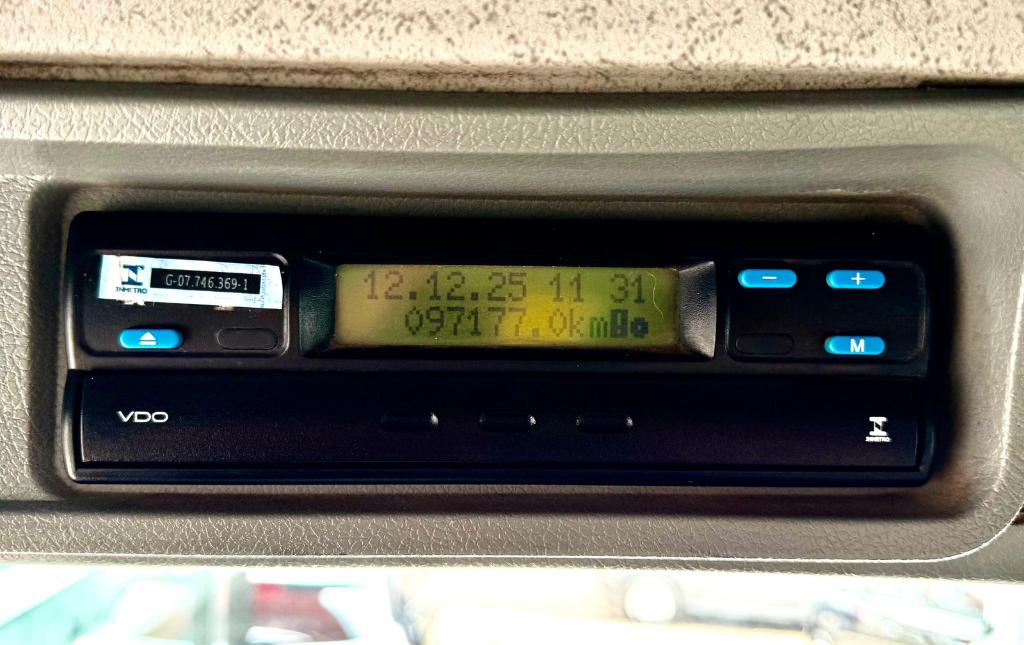 INMETRO
G-07.746.369-1
12.12.25 11 31
097177.0km
− +
M
VDO
INMETRO